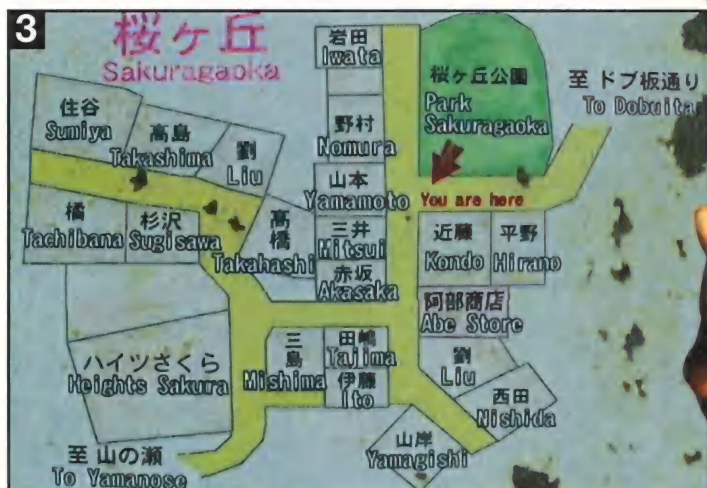 3
桜ヶ丘
Sakuragaoka
岩田
Iwata
桜ヶ丘公園
Park
Sakuragaoka
至 ドブ板通り
To Dobuita
住谷
Sumiya
高島
Takashima
劉
Liu
野村
Nomura
山本
Yamamoto
You are here
橘
Tachibana
杉沢
Sugisawa
高橋
Takahashi
三井
Mitsui
近藤
Kondo
平野
Hirano
赤坂
Akasaka
阿部商店
Abe Store
ハイツさくら
Heights Sakura
三島
Mishima
田嶋
Tajima
伊藤
Ito
劉
Liu
西田
Nishida
山岸
Yamagishi
至 山の瀬
To Yamanose